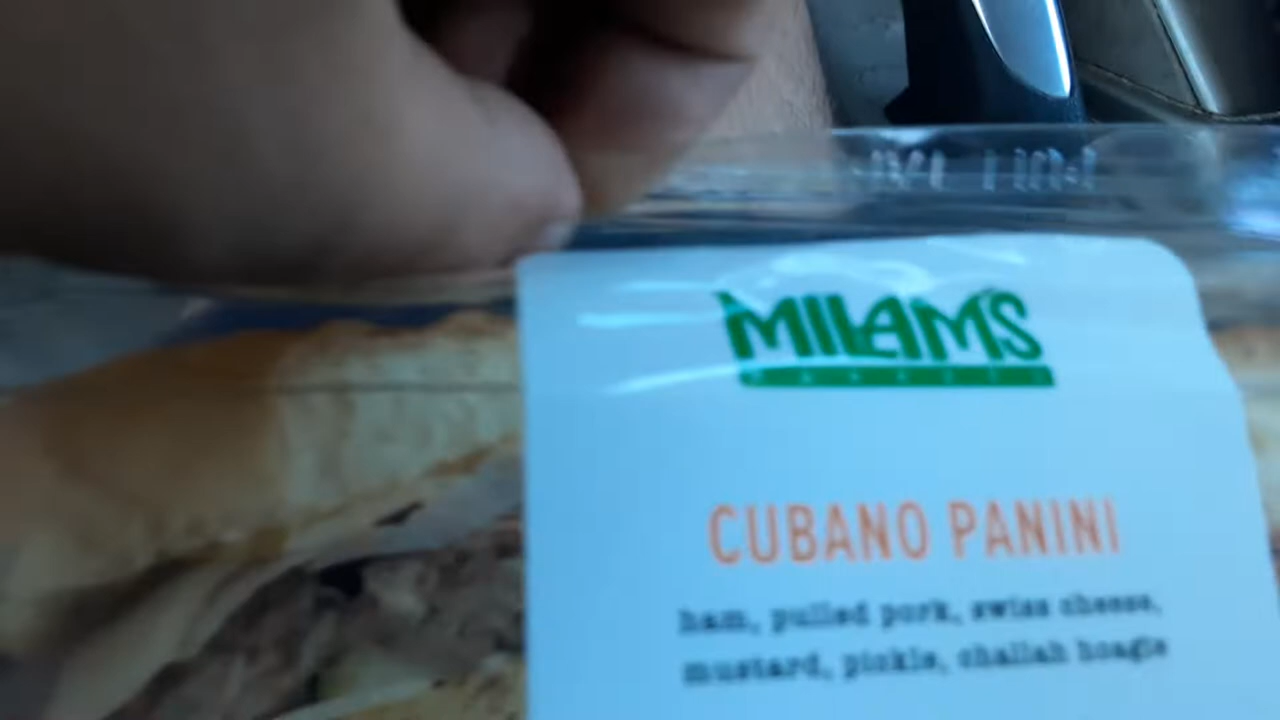 MILAM'S
CUBANO PANINI
ham, pulled pork, swiss cheese,
mustard, pickle, challah hoagie